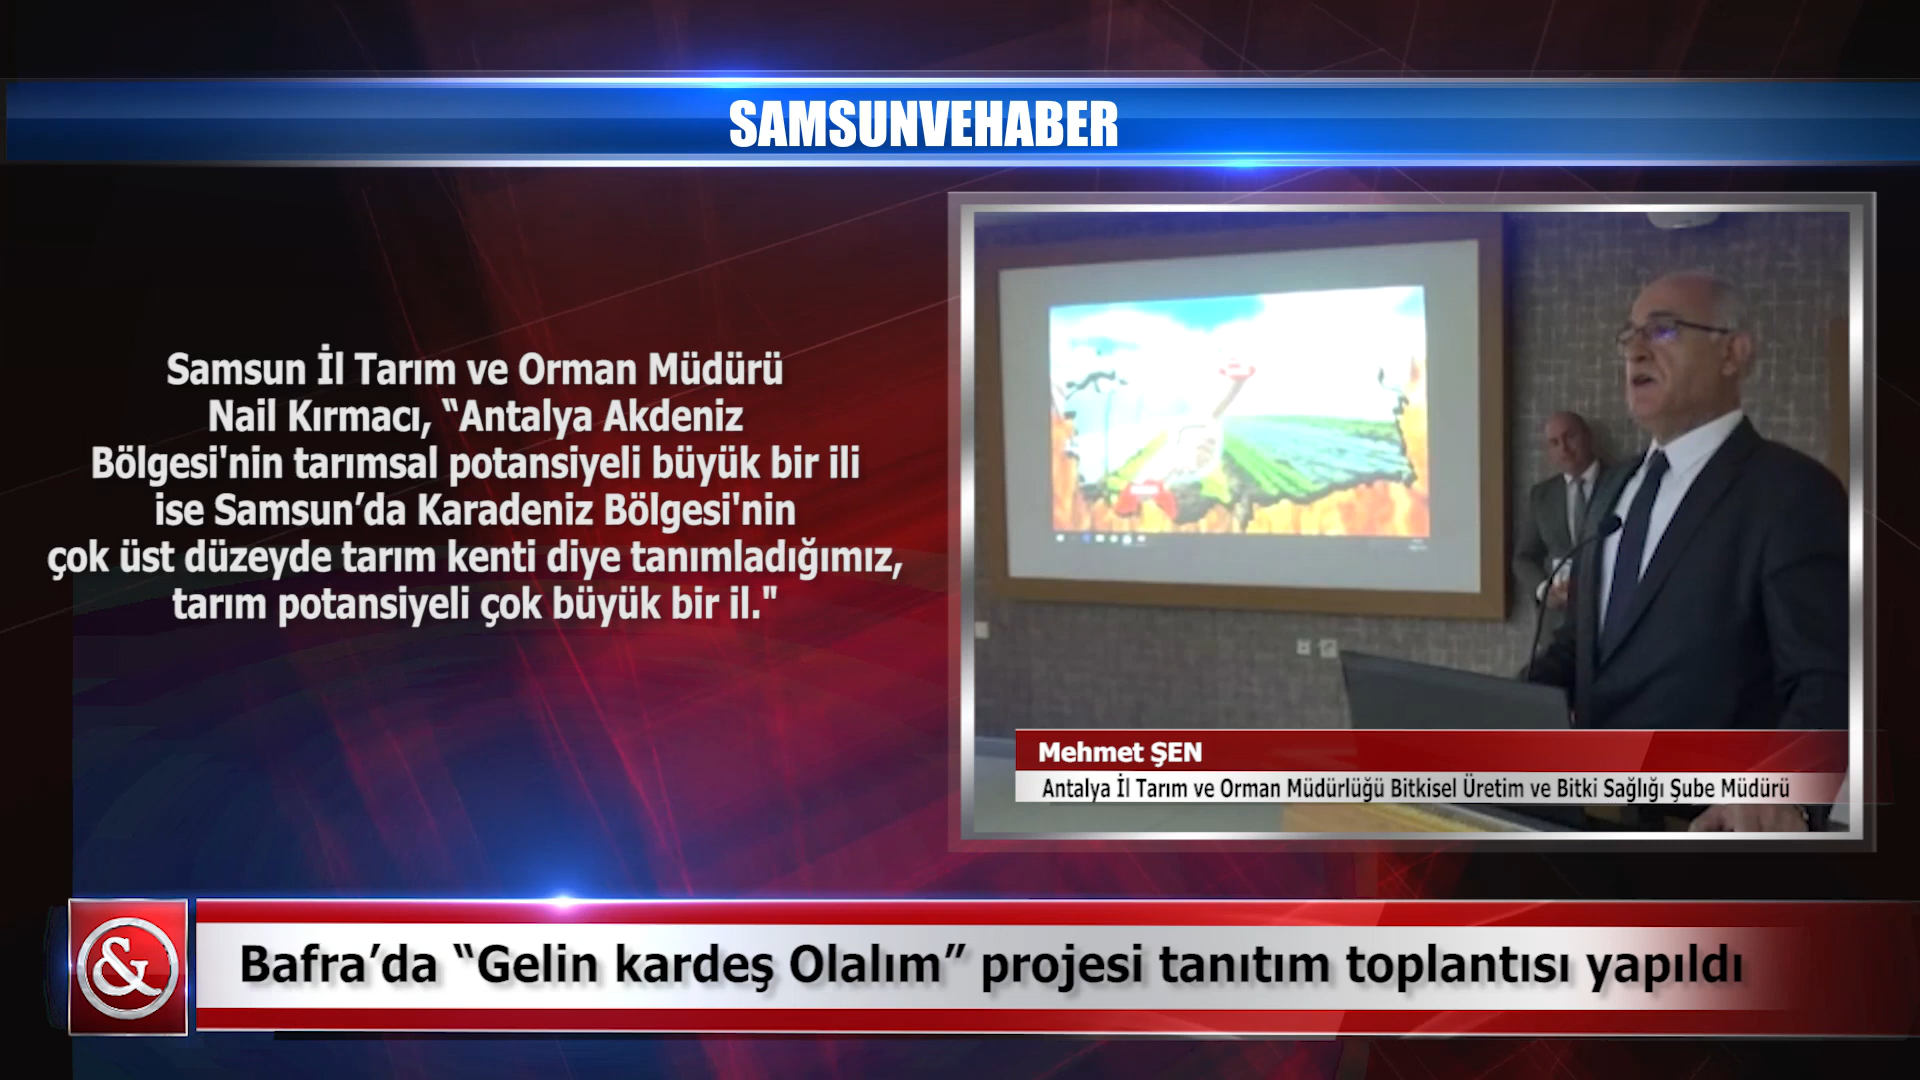 SAMSUNVEHABER
Samsun İl Tarım ve Orman Müdürü
Nail Kırmacı, “Antalya Akdeniz
Bölgesi'nin tarımsal potansiyeli büyük bir ili
ise Samsun’da Karadeniz Bölgesi'nin
çok üst düzeyde tarım kenti diye tanımladığımız,
tarım potansiyeli çok büyük bir il."
Mehmet ŞEN
Antalya İl Tarım ve Orman Müdürlüğü Bitkisel Üretim ve Bitki Sağlığı Şube Müdürü
&
Bafra’da “Gelin kardeş Olalım” projesi tanıtım toplantısı yapıldı